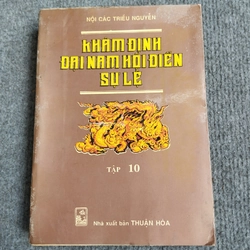 NỘI CÁC TRIỀU NGUYỄN
KHÂM ĐỊNH
ĐẠI NAM HỘI ĐIỂN
SỰ LỆ
TẬP 10
Nhà xuất bản THUẬN HÓA